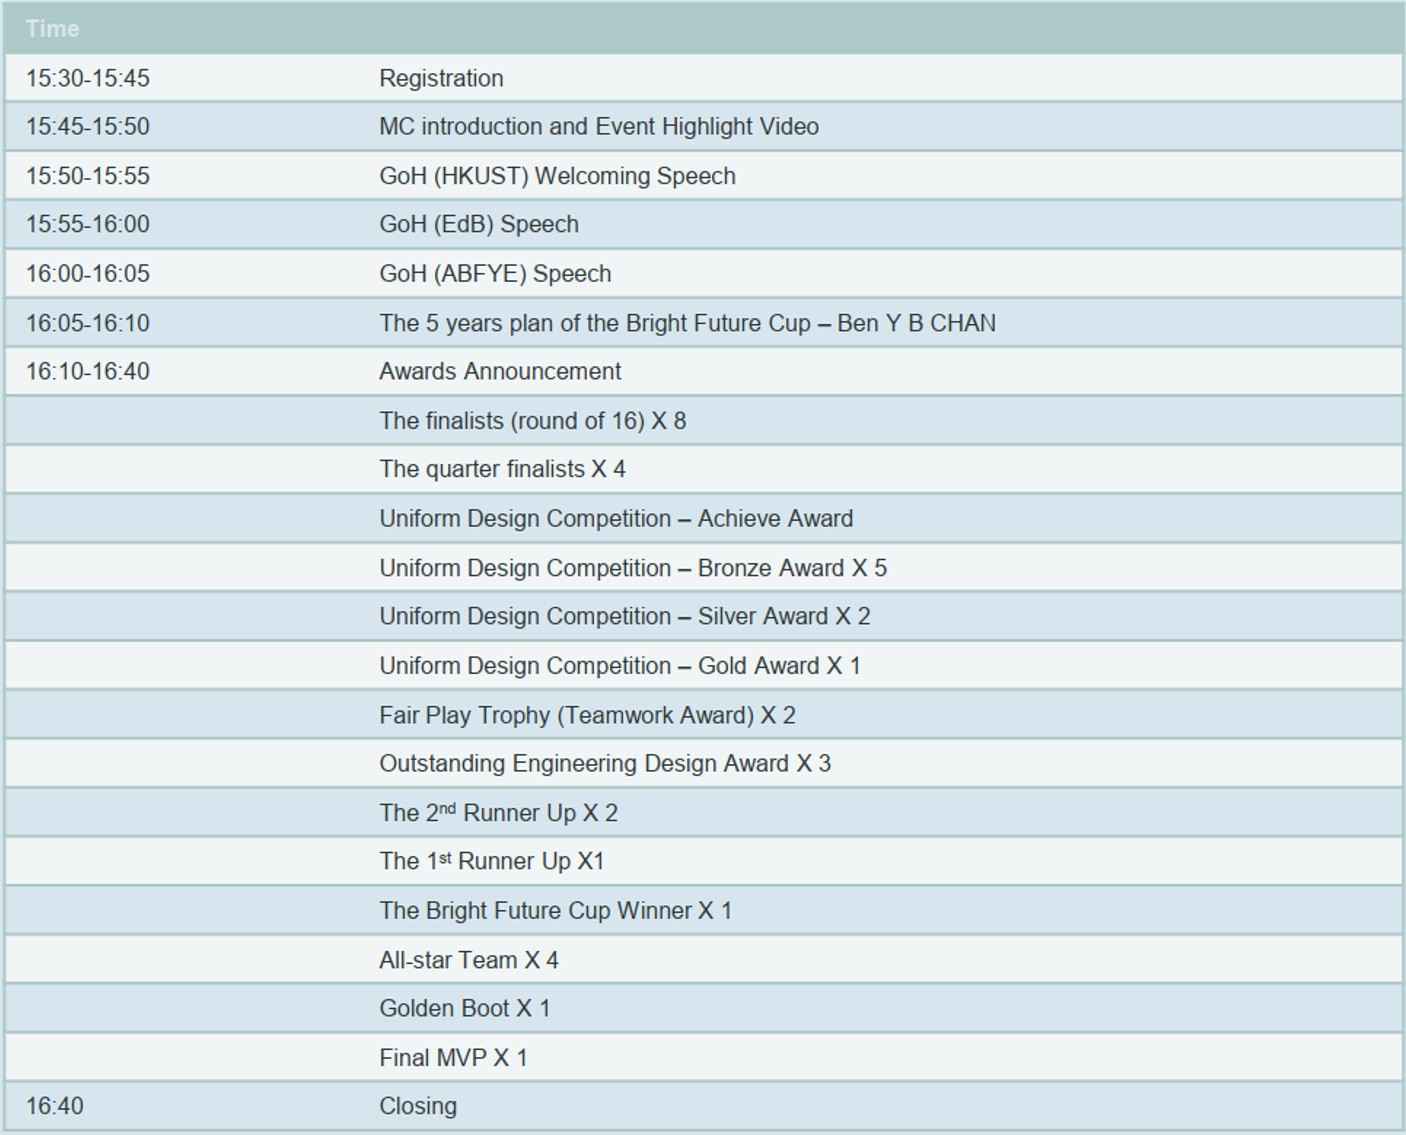 Time
15:30-15:45 Registration
15:45-15:50 MC introduction and Event Highlight Video
15:50-15:55 GoH (HKUST) Welcoming Speech
15:55-16:00 GoH (EdB) Speech
16:00-16:05 GoH (ABFYE) Speech
16:05-16:10 The 5 years plan of the Bright Future Cup – Ben Y B CHAN
16:10-16:40 Awards Announcement
The finalists (round of 16) X 8
The quarter finalists X 4
Uniform Design Competition – Achieve Award
Uniform Design Competition – Bronze Award X 5
Uniform Design Competition – Silver Award X 2
Uniform Design Competition – Gold Award X 1
Fair Play Trophy (Teamwork Award) X 2
Outstanding Engineering Design Award X 3
The 2nd Runner Up X 2
The 1st Runner Up X1
The Bright Future Cup Winner X 1
All-star Team X 4
Golden Boot X 1
Final MVP X 1
16:40 Closing